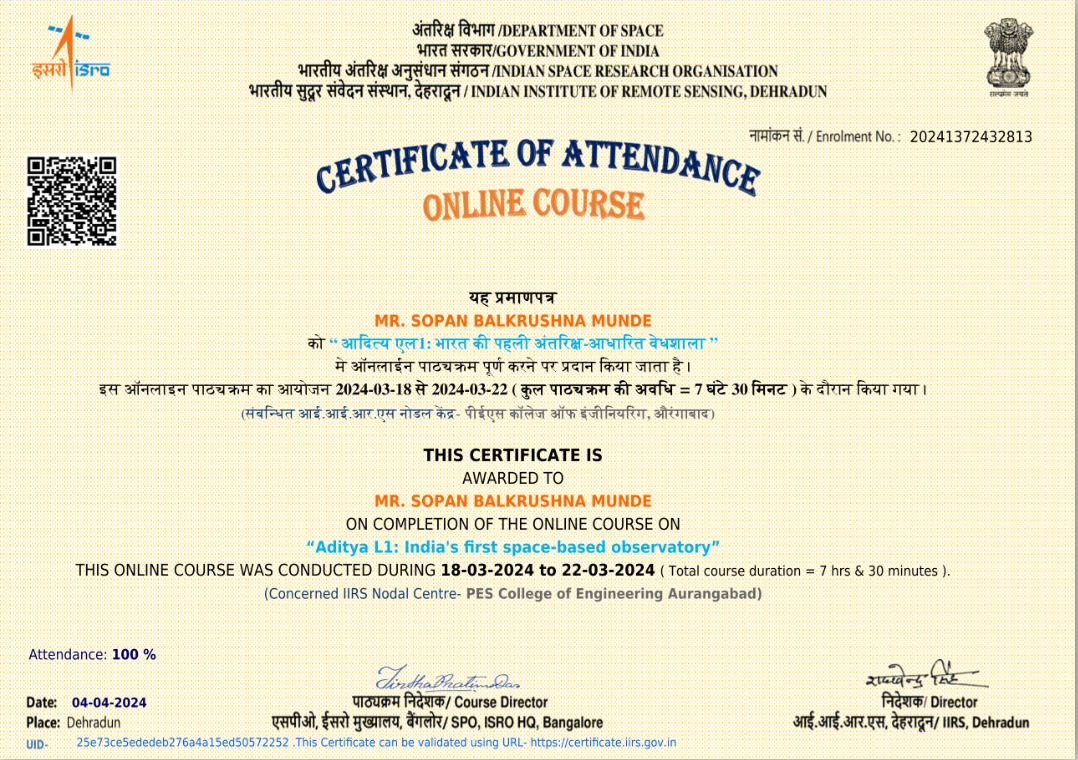 इसरो isro
अंतरिक्ष विभाग /DEPARTMENT OF SPACE
भारत सरकार/GOVERNMENT OF INDIA
भारतीय अंतरिक्ष अनुसंधान संगठन /INDIAN SPACE RESEARCH ORGANISATION
भारतीय सुदूर संवेदन संस्थान, देहरादून / INDIAN INSTITUTE OF REMOTE SENSING, DEHRADUN
सत्यमेव जयते
नामांकन सं. / Enrolment No. : 20241372432813
CERTIFICATE OF ATTENDANCE
ONLINE COURSE
यह प्रमाणपत्र
MR. SOPAN BALKRUSHNA MUNDE
को “ आदित्य एल1: भारत की पहली अंतरिक्ष-आधारित वेधशाला ”
मे ऑनलाईन पाठ्यक्रम पूर्ण करने पर प्रदान किया जाता है।
इस ऑनलाइन पाठ्यक्रम का आयोजन 2024-03-18 से 2024-03-22 ( कुल पाठ्यक्रम की अवधि = 7 घंटे 30 मिनट ) के दौरान किया गया।
(संबन्धित आई.आई.आर.एस नोडल केंद्र- पीईएस कॉलेज ऑफ इंजीनियरिंग, औरंगाबाद)
THIS CERTIFICATE IS
AWARDED TO
MR. SOPAN BALKRUSHNA MUNDE
ON COMPLETION OF THE ONLINE COURSE ON
“Aditya L1: India's first space-based observatory”
THIS ONLINE COURSE WAS CONDUCTED DURING 18-03-2024 to 22-03-2024 ( Total course duration = 7 hrs & 30 minutes ).
(Concerned IIRS Nodal Centre- PES College of Engineering Aurangabad)
Attendance: 100 %
TirthaPratimDas
राघवेन्द्र सिंह
Date: 04-04-2024
पाठ्यक्रम निदेशक/ Course Director
निदेशक/ Director
Place: Dehradun
एसपीओ, ईसरो मुख्यालय, बैंगलोर/ SPO, ISRO HQ, Bangalore
आई.आई.आर.एस, देहरादून/ IIRS, Dehradun
UID- 25e73ce5ededeb276a4a15ed50572252 .This Certificate can be validated using URL- https://certificate.iirs.gov.in